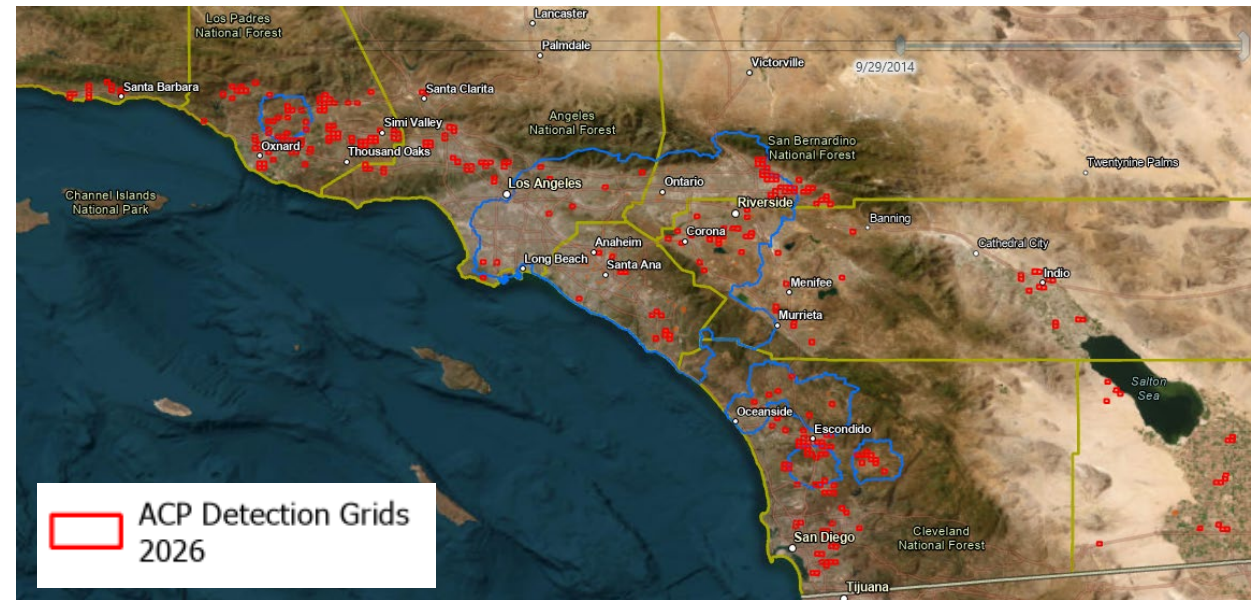 Los Padres
National Forest
Lancaster
Palmdale
Victorville
9/29/2014
Santa Barbara
Santa Clarita
Simi Valley
Angeles
National Forest
San Bernardino
National Forest
Oxnard
Thousand Oaks
Twentynine Palms
Channel Islands
National Park
Los Angeles
Ontario
Riverside
Banning
Corona
Anaheim
Cathedral City
Long Beach
Santa Ana
Indio
Menifee
Murrieta
Salton
Sea
Oceanside
Escondido
ACP Detection Grids
2026
San Diego
Cleveland
National Forest
Tijuana